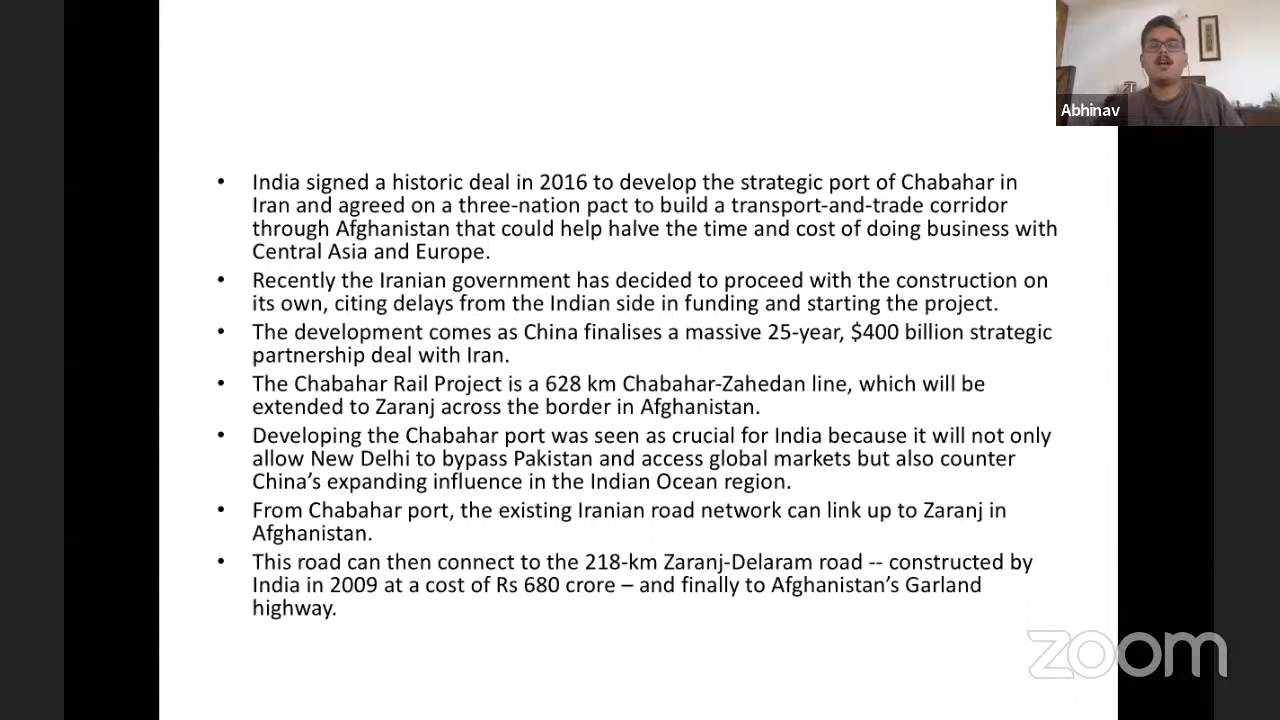 Abhinav
• India signed a historic deal in 2016 to develop the strategic port of Chabahar in
Iran and agreed on a three-nation pact to build a transport-and-trade corridor
through Afghanistan that could help halve the time and cost of doing business with
Central Asia and Europe.
• Recently the Iranian government has decided to proceed with the construction on
its own, citing delays from the Indian side in funding and starting the project.
• The development comes as China finalises a massive 25-year, $400 billion strategic
partnership deal with Iran.
• The Chabahar Rail Project is a 628 km Chabahar-Zahedan line, which will be
extended to Zaranj across the border in Afghanistan.
• Developing the Chabahar port was seen as crucial for India because it will not only
allow New Delhi to bypass Pakistan and access global markets but also counter
China’s expanding influence in the Indian Ocean region.
• From Chabahar port, the existing Iranian road network can link up to Zaranj in
Afghanistan.
• This road can then connect to the 218-km Zaranj-Delaram road -- constructed by
India in 2009 at a cost of Rs 680 crore – and finally to Afghanistan’s Garland
highway.
zoom